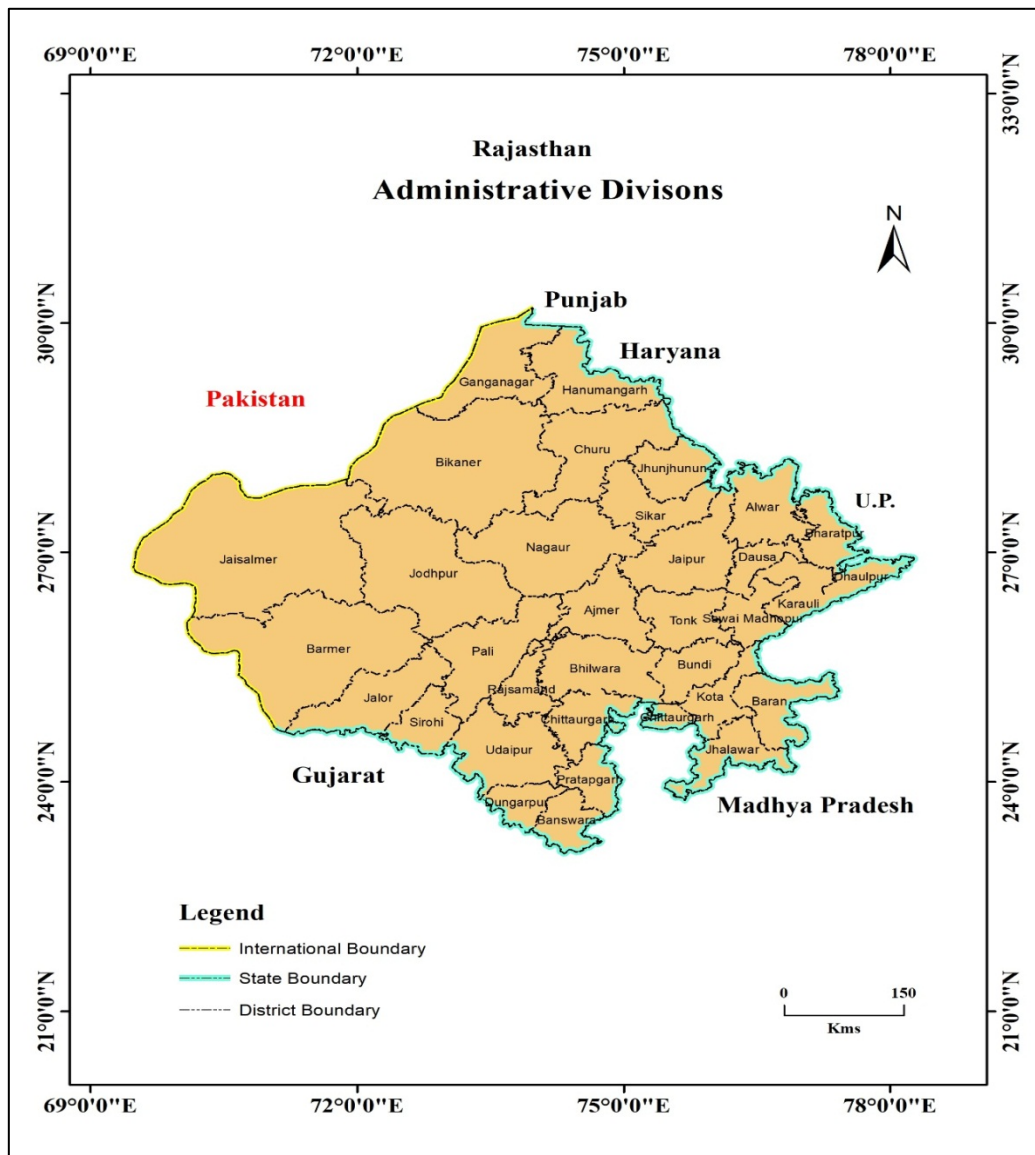 69°0'0"E 72°0'0"E 75°0'0"E 78°0'0"E
33°0'0"N
33°0'0"N
Rajasthan
Administrative Divisons
N
Punjab
30°0'0"N
30°0'0"N
Haryana
Ganganagar
Hanumangarh
Pakistan
Churu
Bikaner
Jhunjhunun
U.P.
Sikar
Alwar
Bharatpur
27°0'0"N
27°0'0"N
Jaisalmer
Nagaur
Jaipur
Dausa
Jodhpur
Dhaulpur
Karauli
Ajmer
Tonk
Sawai Madhopur
Barmer
Pali
Bhilwara
Bundi
Rajsamand
Jalor
Kota
Baran
Sirohi
Chittaurgarh
Chittaurgarh
Udaipur
Jhalawar
Gujarat
24°0'0"N
24°0'0"N
Pratapgarh
Dungarpur
Madhya Pradesh
Banswara
Legend
International Boundary
State Boundary
District Boundary
0 150
Kms
21°0'0"N
21°0'0"N
69°0'0"E 72°0'0"E 75°0'0"E 78°0'0"E